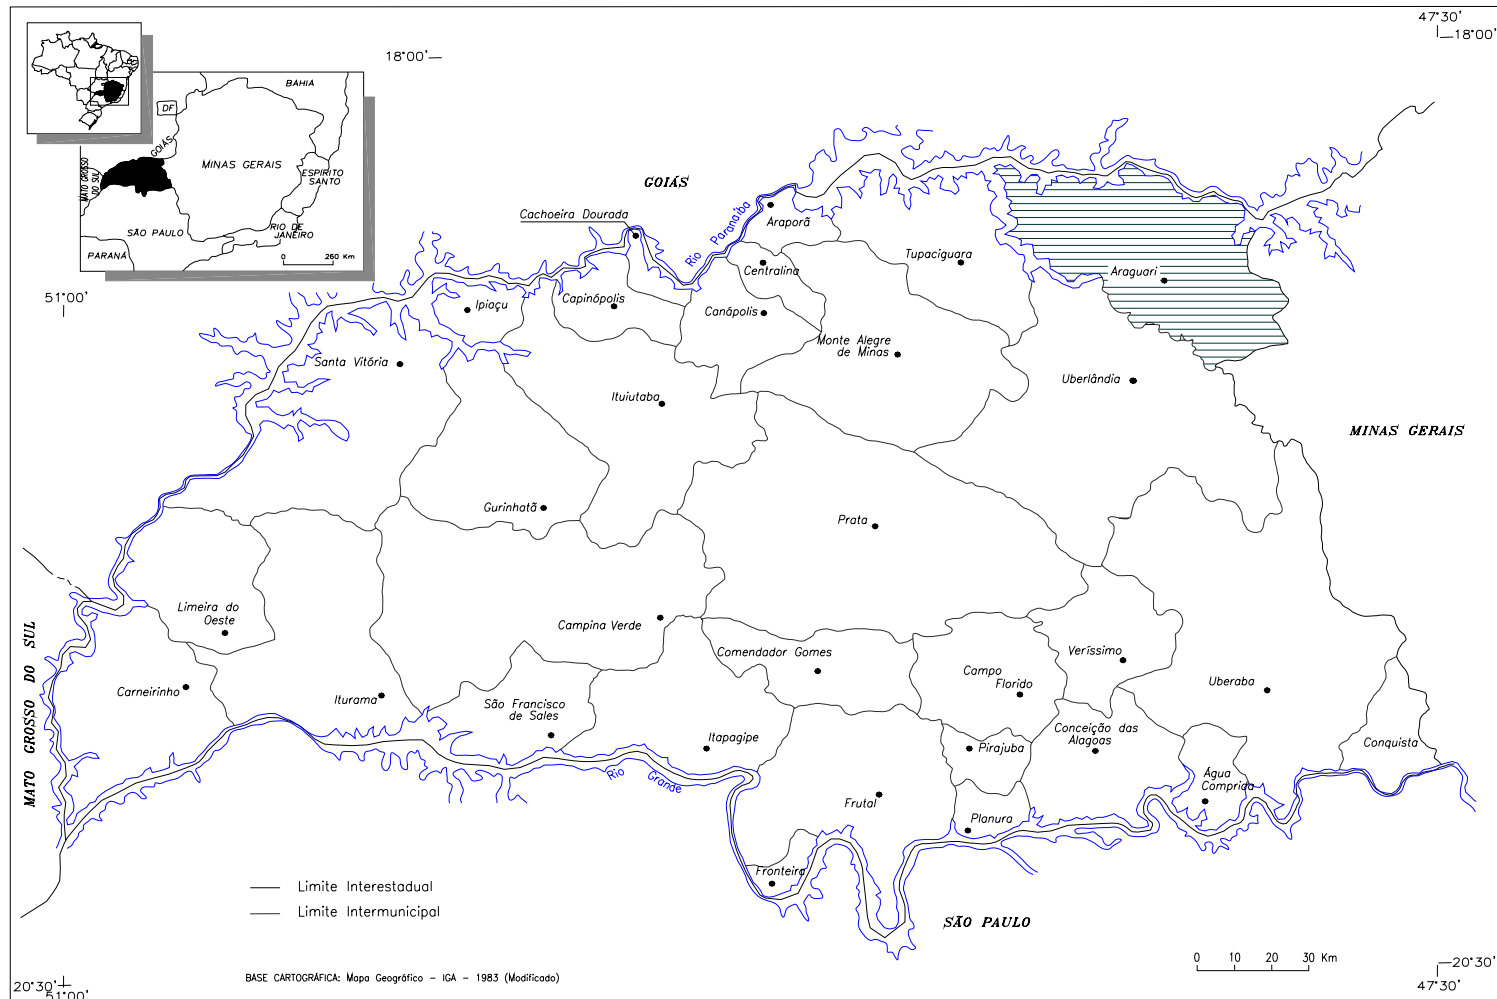 47°30'
18°00'
18°00'
BAHIA
DF
GOIÁS
MINAS GERAIS
MATO GROSSO
DO SUL
ESPIRITO
SANTO
SÃO PAULO
RIO DE
JANEIRO
PARANÁ
0 260 Km
GOIÁS
Cachoeira Dourada
Rio Paranaíba
Araporã
Tupaciguara
Centralina
Araguari
51°00'
Ipiaçu
Capinópolis
Canápolis
Monte Alegre
de Minas
Santa Vitória
Uberlândia
Ituiutaba
MINAS GERAIS
Gurinhatã
Prata
Limeira do
Oeste
Campina Verde
MATO GROSSO DO SUL
Comendador Gomes
Veríssimo
Campo
Florido
Carneirinho
Iturama
Uberaba
São Francisco
de Sales
Itapagipe
Conceição das
Alagoas
Pirajuba
Conquista
Rio Grande
Água
Comprida
Frutal
Planura
Fronteira
Limite Interestadual
Limite Intermunicipal
SÃO PAULO
0 10 20 30 Km
BASE CARTOGRÁFICA: Mapa Geográfico - IGA - 1983 (Modificado)
20°30'
51°00'
20°30'
47°30'